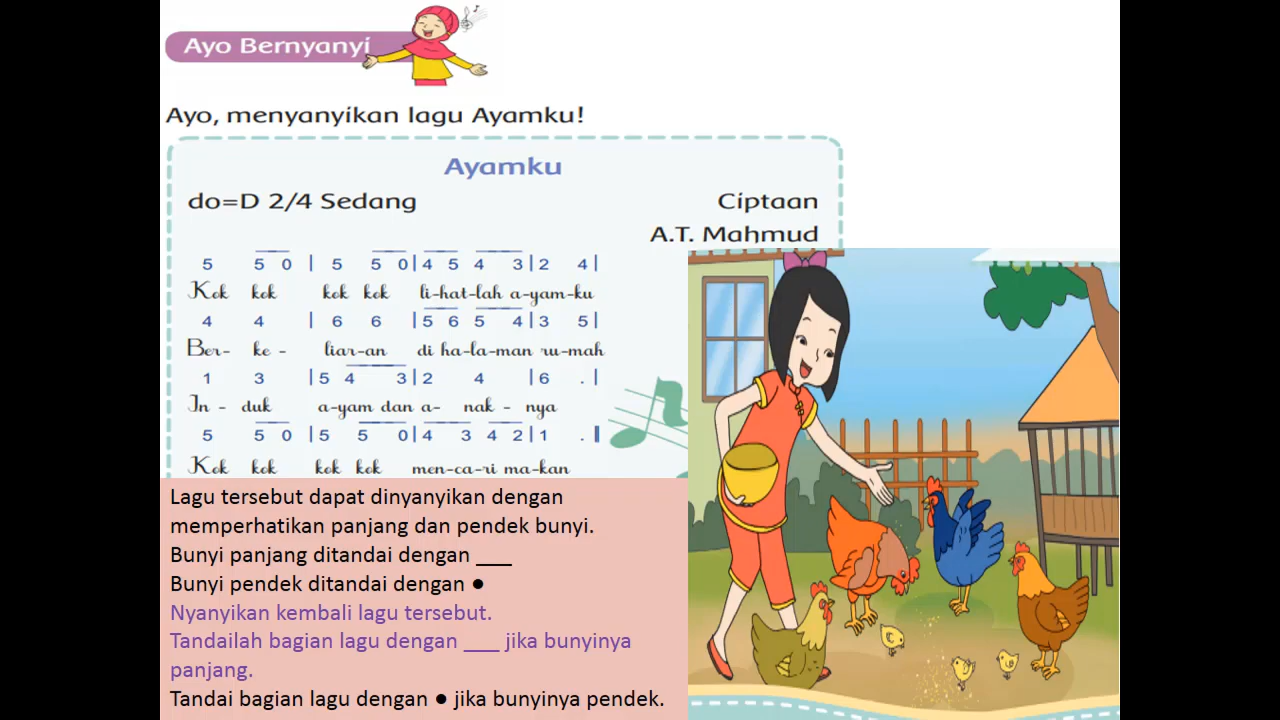 Ayo Bernyanyi
Ayo, menyanyikan lagu Ayamku!
Ayamku
do=D 2/4 Sedang
Ciptaan
A.T. Mahmud
5 5 0 | 5 5 0 | 4 5 4 3 | 2 4 |
Kok kok kok kok li-hat-lah a-yam-ku
4 4 | 6 6 | 5 6 5 4 | 3 5 |
Ber- ke - liar-an di ha-la-man ru-mah
1 3 | 5 4 3 | 2 4 | 6 . |
In - duk a-yam dan a- nak - nya
5 5 0 | 5 5 0 | 4 3 4 2 | 1 . ||
Kok kok kok kok men-ca-ri ma-kan
Lagu tersebut dapat dinyanyikan dengan
memperhatikan panjang dan pendek bunyi.
Bunyi panjang ditandai dengan ___
Bunyi pendek ditandai dengan ●
Nyanyikan kembali lagu tersebut.
Tandailah bagian lagu dengan ___ jika bunyinya
panjang.
Tandai bagian lagu dengan ● jika bunyinya pendek.